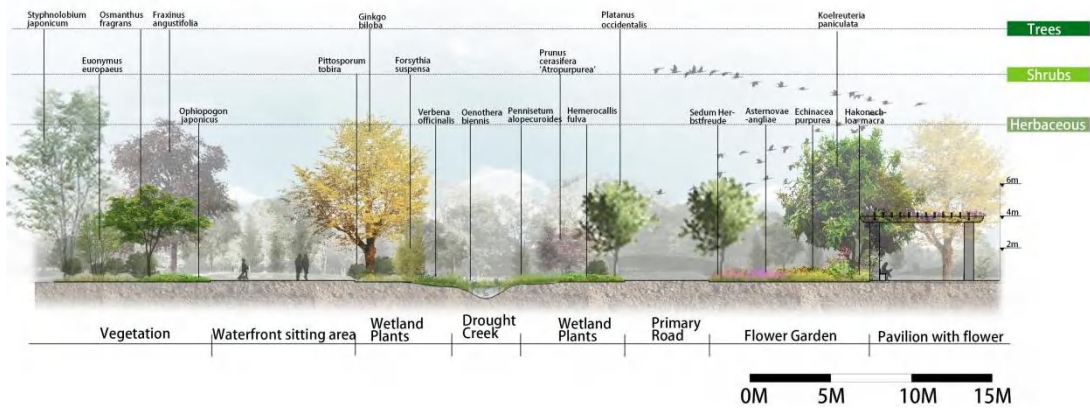 Styphnolobium
japonicum
Osmanthus
fragrans
Fraxinus
angustifolia
Ginkgo
biloba
Platanus
occidentalis
Koelreuteria
paniculata
Trees
Euonymus
europaeus
Pittosporum
tobira
Forsythia
suspensa
Prunus
cerasifera
'Atropurpurea'
Shrubs
Ophiopogon
japonicus
Verbena
officinalis
Oenothera
biennis
Pennisetum
alopecuroides
Hemerocallis
fulva
Sedum Her
bstfreude
Asternovae
-angliae
Echinacea
purpurea
Hakonech-
loa macra
Herbaceous
6m
4m
2m
Vegetation
Waterfront sitting area
Wetland
Plants
Drought
Creek
Wetland
Plants
Primary
Road
Flower Garden
Pavilion with flower
0M 5M 10M 15M